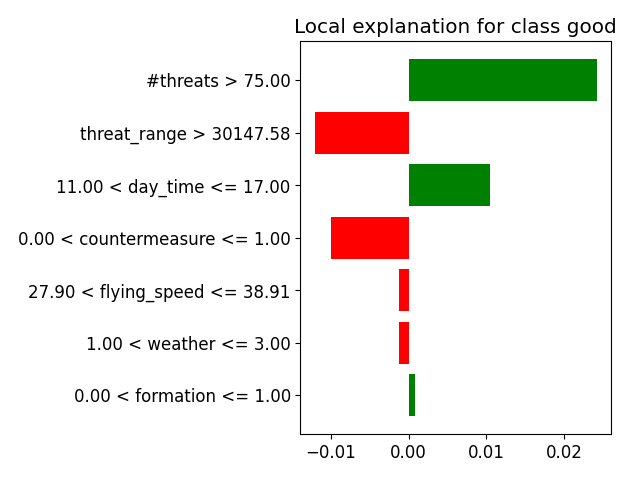 Local explanation for class good
#threats > 75.00
threat_range > 30147.58
11.00 < day_time <= 17.00
0.00 < countermeasure <= 1.00
27.90 < flying_speed <= 38.91
1.00 < weather <= 3.00
0.00 < formation <= 1.00
−0.01 0.00 0.01 0.02